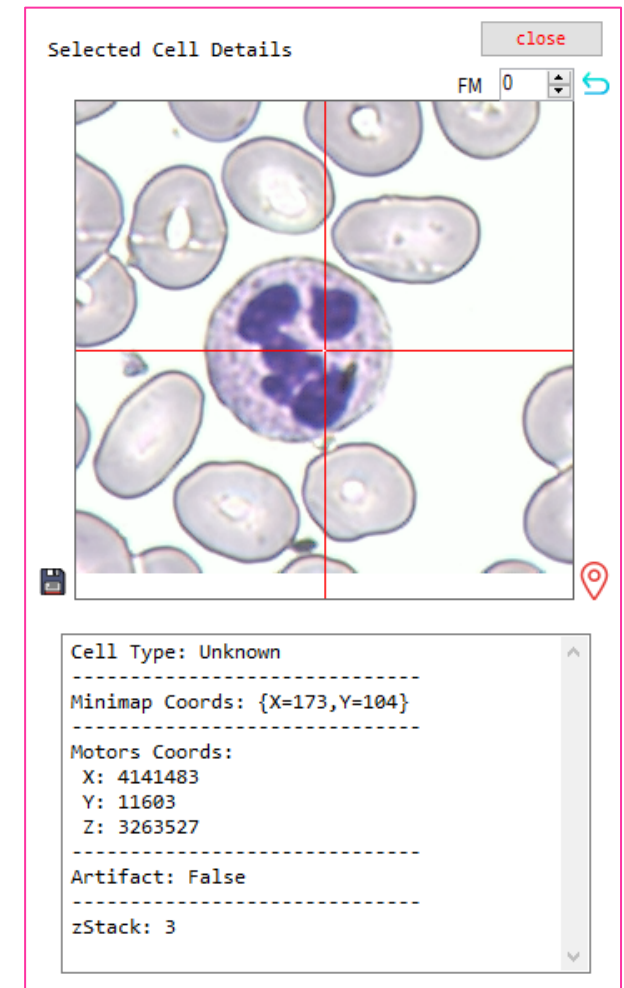 Selected Cell Details
close
FM 0
Cell Type: Unknown
------------------------------
Minimap Coords: {X=173,Y=104}
------------------------------
Motors Coords:
X: 4141483
Y: 11603
Z: 3263527
------------------------------
Artifact: False
------------------------------
zStack: 3